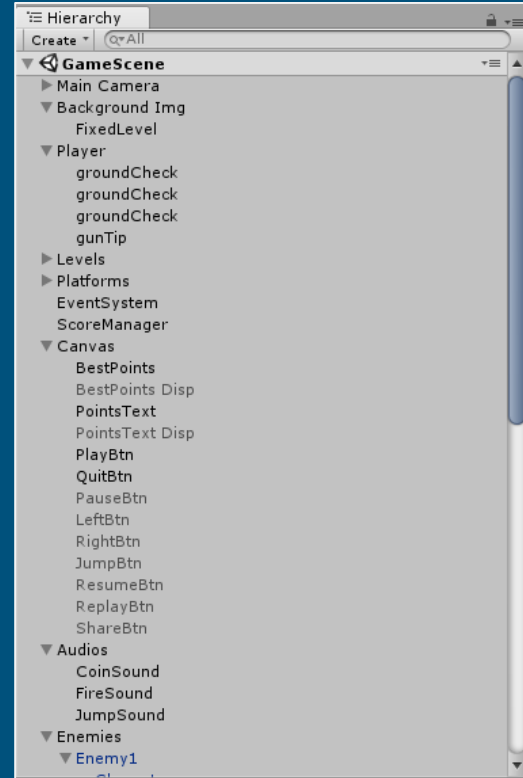 Hierarchy
Create All
GameScene
Main Camera
Background Img
FixedLevel
Player
groundCheck
groundCheck
groundCheck
gunTip
Levels
Platforms
EventSystem
ScoreManager
Canvas
BestPoints
BestPoints Disp
PointsText
PointsText Disp
PlayBtn
QuitBtn
PauseBtn
LeftBtn
RightBtn
JumpBtn
ResumeBtn
ReplayBtn
ShareBtn
Audios
CoinSound
FireSound
JumpSound
Enemies
Enemy1